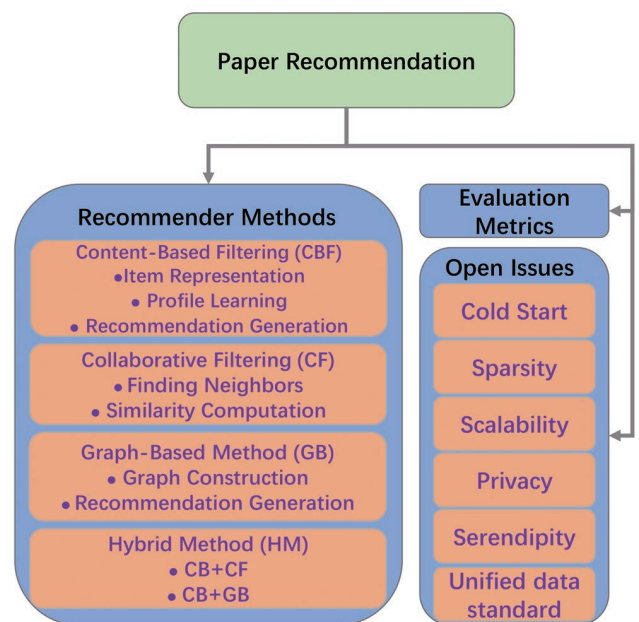 Paper Recommendation
Recommender Methods
Content-Based Filtering (CBF)
●Item Representation
● Profile Learning
● Recommendation Generation
Collaborative Filtering (CF)
● Finding Neighbors
● Similarity Computation
Graph-Based Method (GB)
● Graph Construction
● Recommendation Generation
Hybrid Method (HM)
● CB+CF
● CB+GB
Evaluation
Metrics
Open Issues
Cold Start
Sparsity
Scalability
Privacy
Serendipity
Unified data
standard